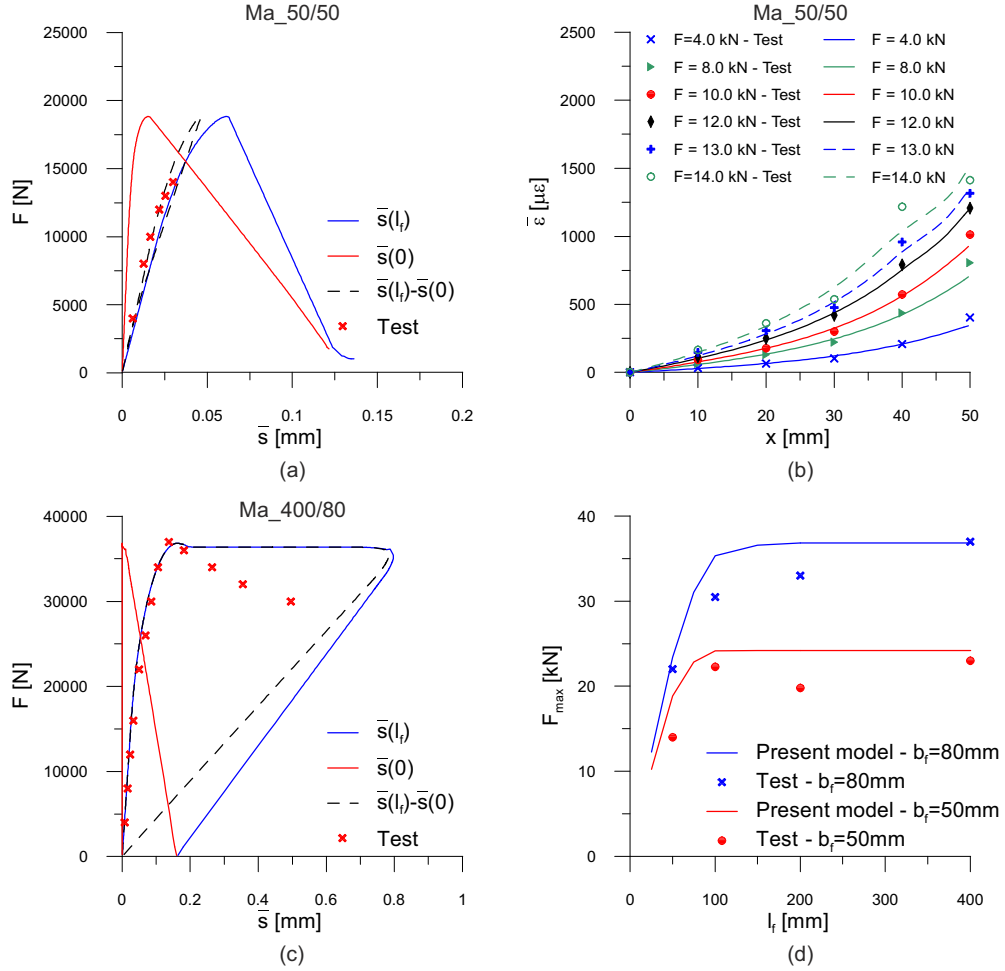 Ma_50/50
F [N]
20000
15000
10000
5000
0
0
0.05
0.1
0.15
0.2
s̅ [mm]
s̅(l_f)
s̅(0)
s̅(l_f)-s̅(0)
Test
(a)
Ma_50/50
ε̅ [με]
2500
2000
1500
1000
500
0
0
10
20
30
40
50
x [mm]
F=4.0 kN - Test
F = 4.0 kN
F = 8.0 kN - Test
F = 8.0 kN
F = 10.0 kN - Test
F = 10.0 kN
F = 12.0 kN - Test
F = 12.0 kN
F = 13.0 kN - Test
F = 13.0 kN
F=14.0 kN - Test
F=14.0 kN
(b)
Ma_400/80
F [N]
40000
30000
20000
10000
0
0
0.2
0.4
0.6
0.8
1
s̅ [mm]
s̅(l_f)
s̅(0)
s̅(l_f)-s̅(0)
Test
(c)
F_max [kN]
40
30
20
10
0
0
100
200
300
400
l_f [mm]
Present model - b_f=80mm
Test - b_f=80mm
Present model - b_f=50mm
Test - b_f=50mm
(d)